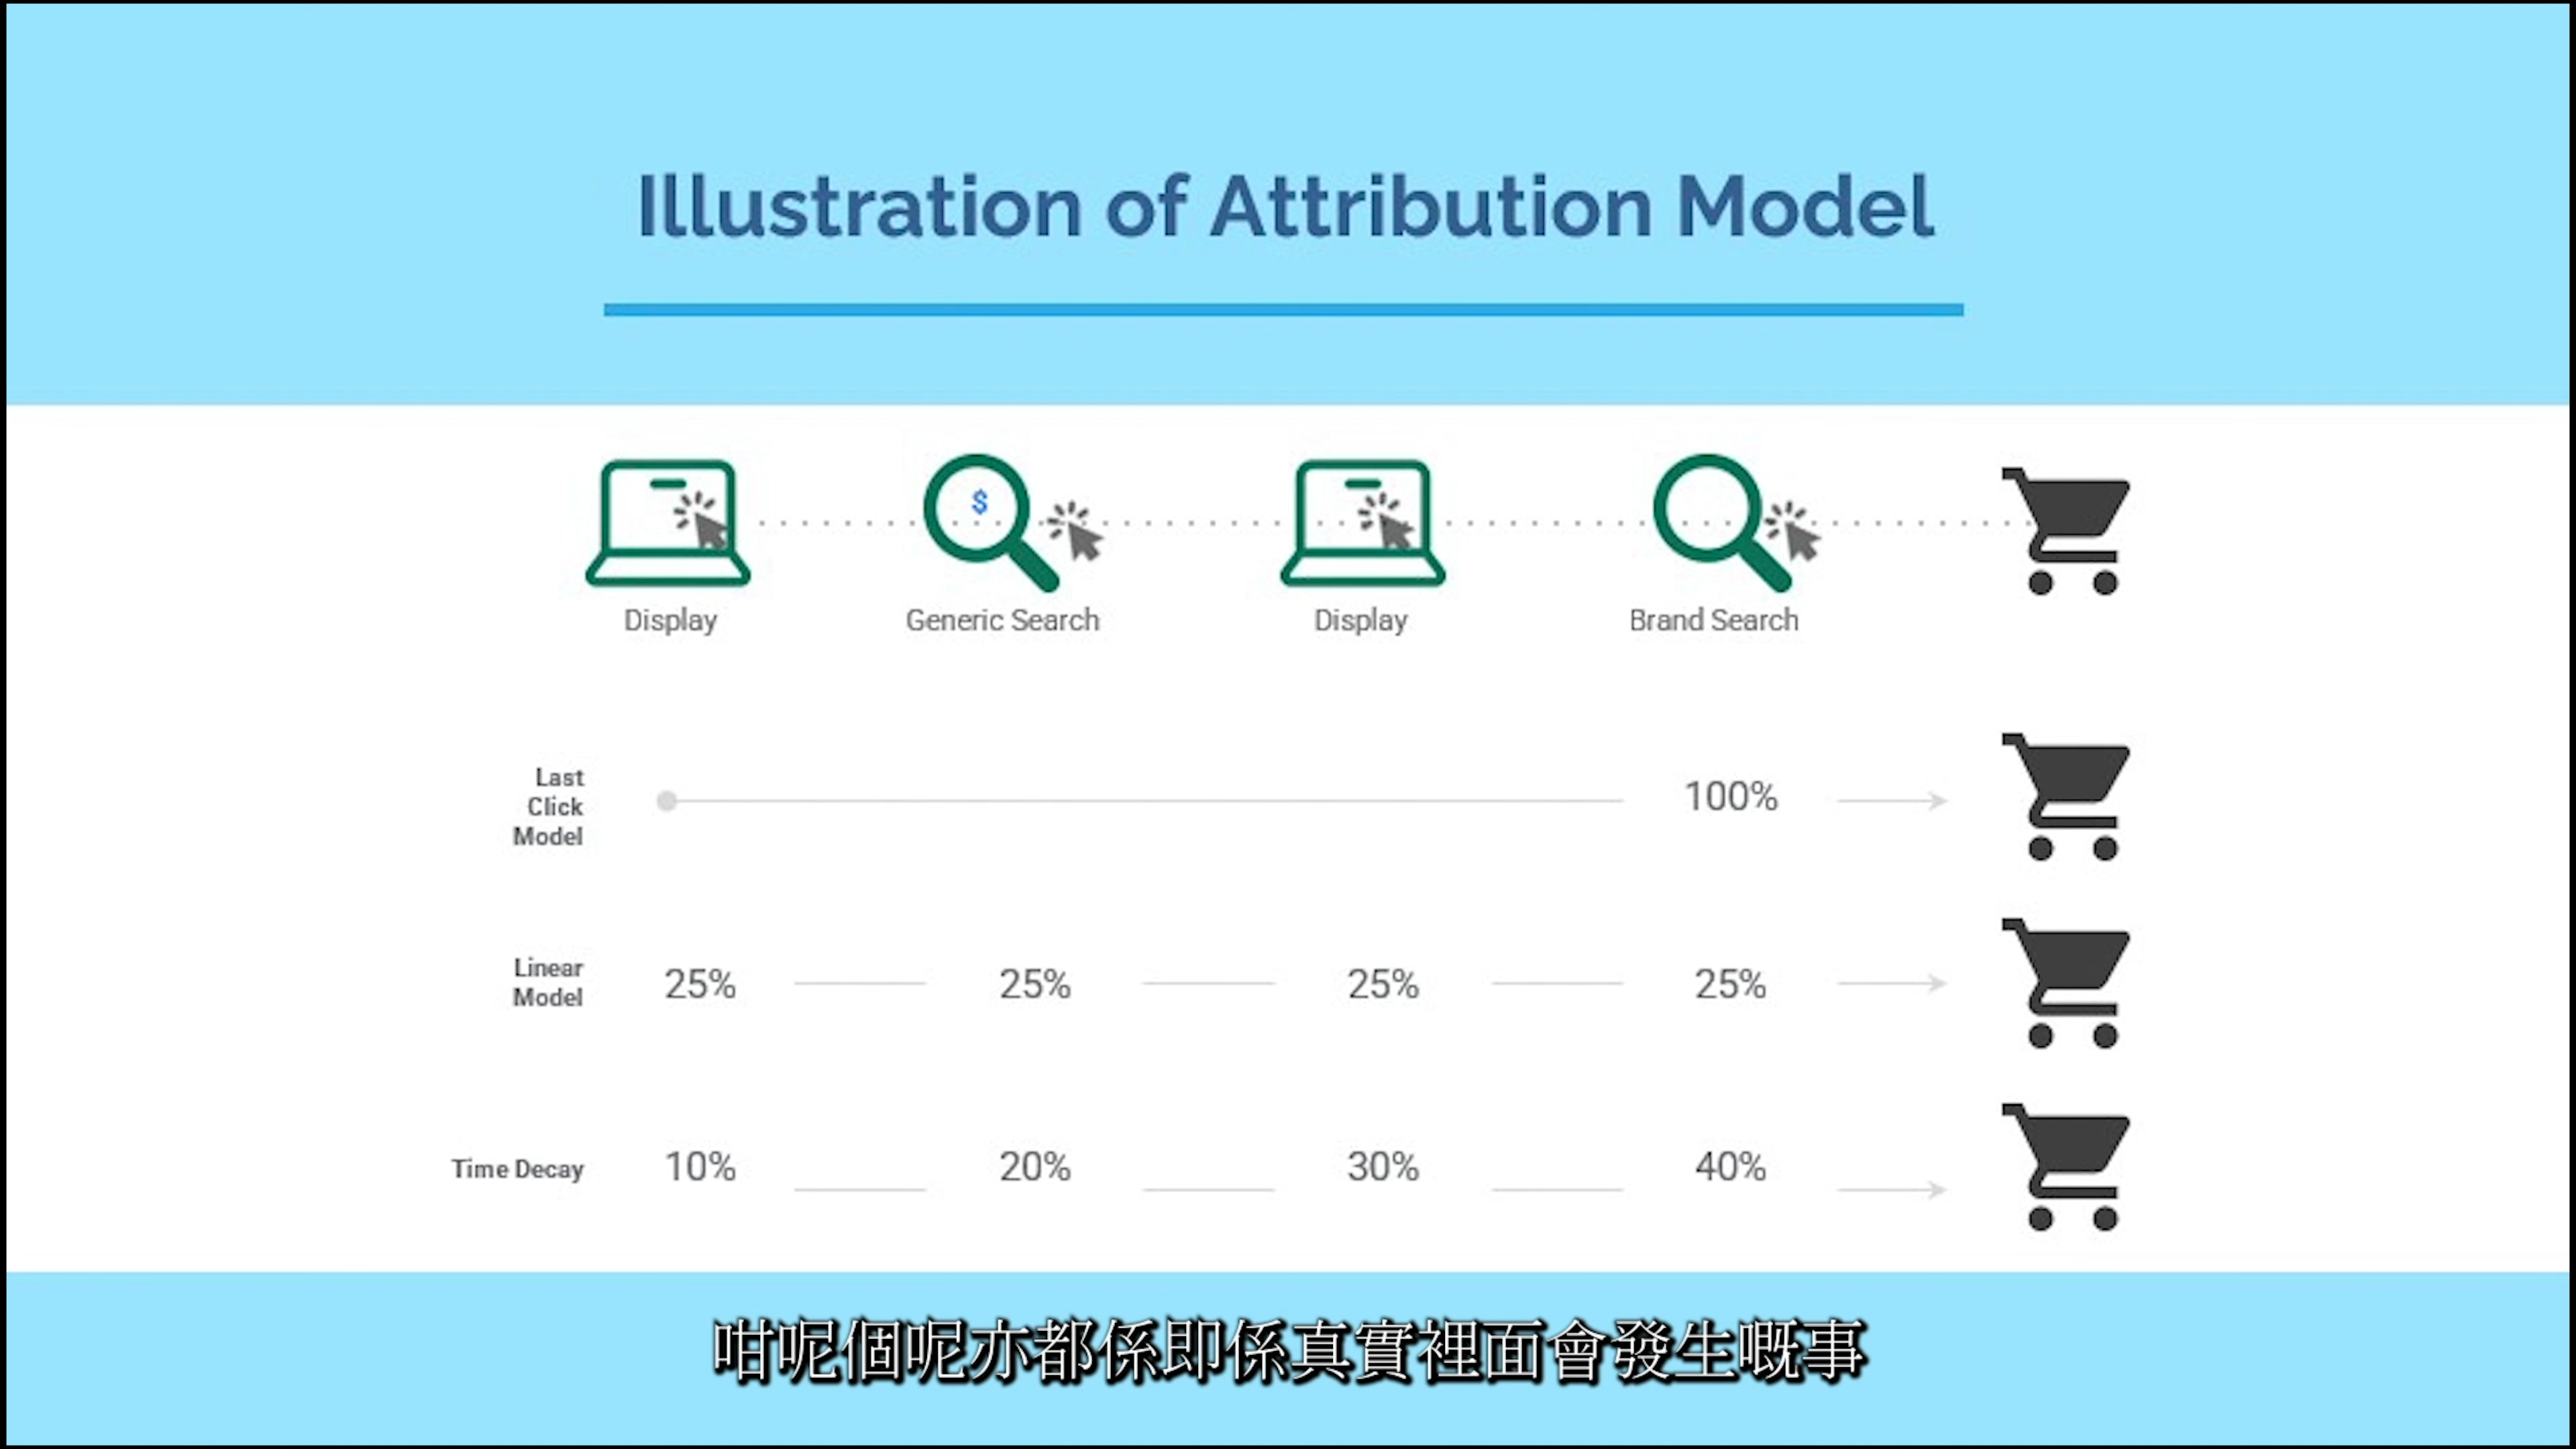 Illustration of Attribution Model
$
Display
Generic Search
Display
Brand Search
Last
Click
Model
100%
Linear
Model
25%
25%
25%
25%
Time Decay
10%
20%
30%
40%
咁呢個呢亦都係即係真實裡面會發生嘅事